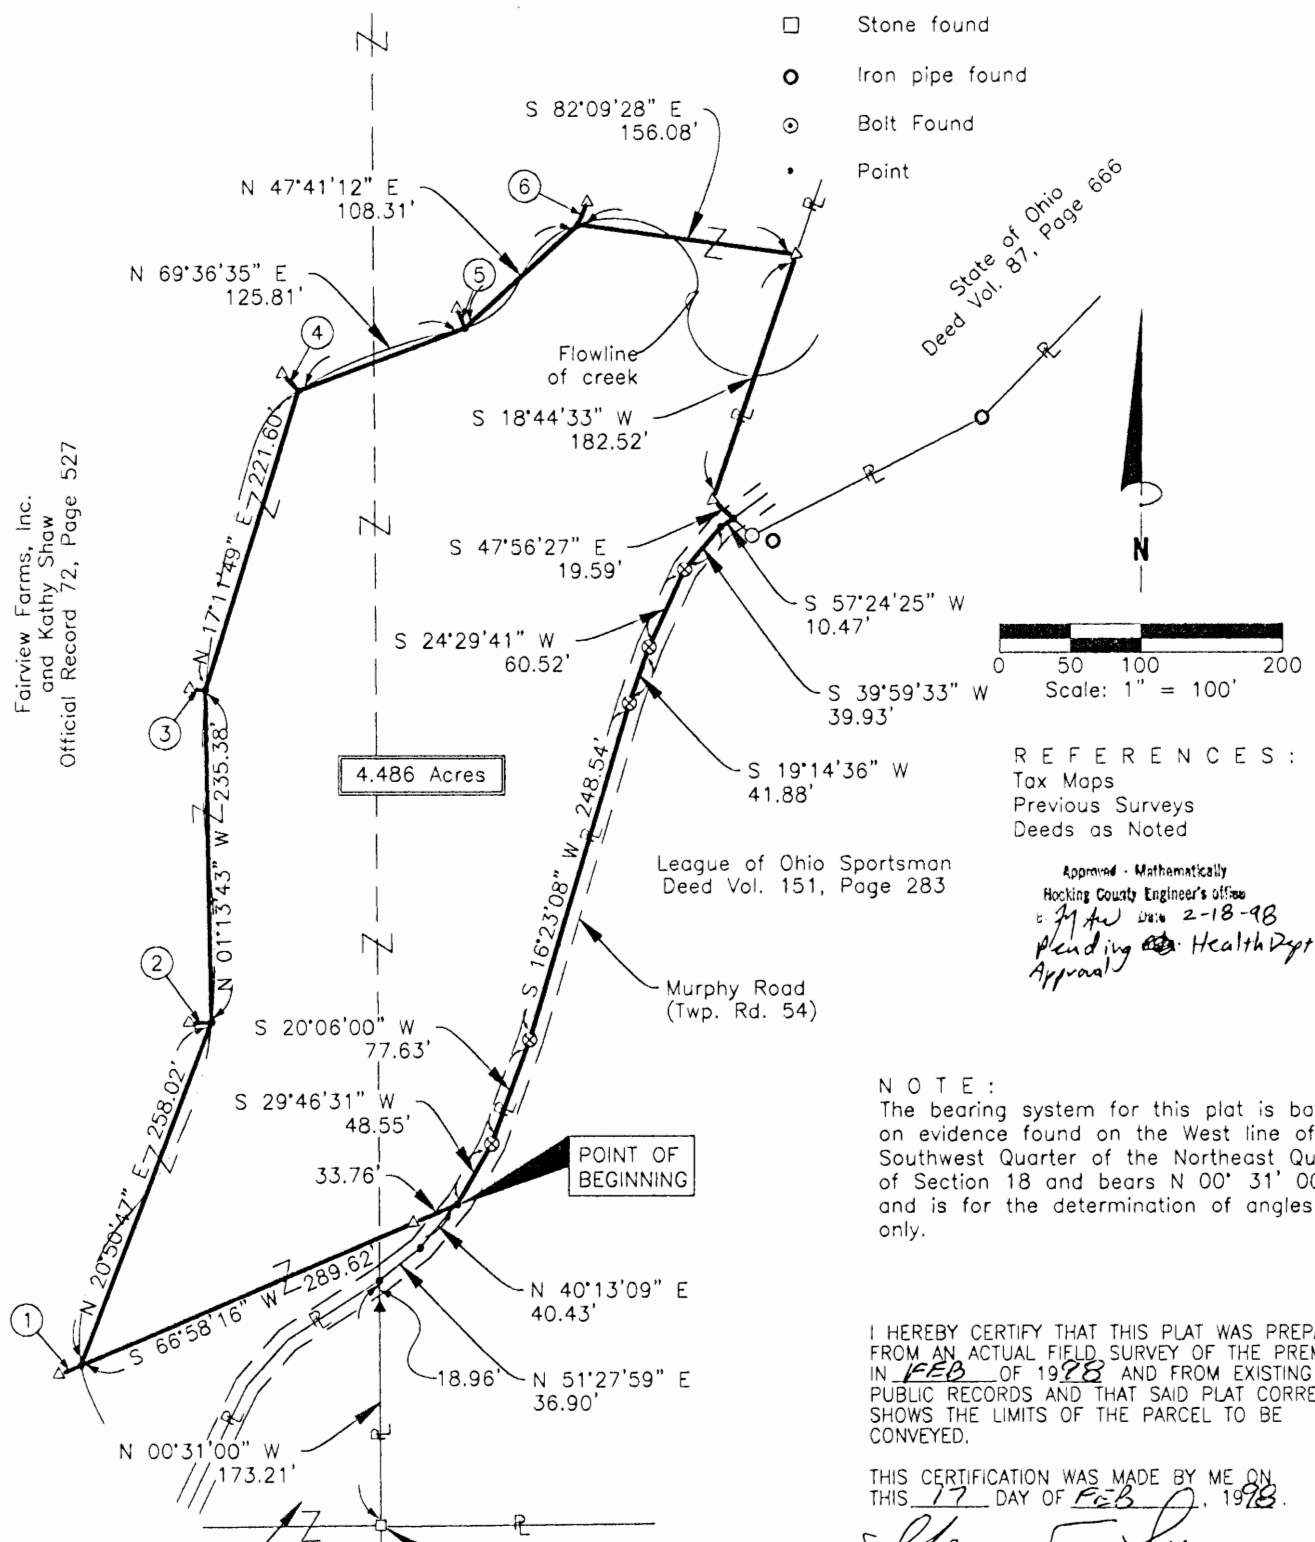 Stone found
Iron pipe found
Bolt Found
Point
S 82°09'28" E
156.08'
N 47°41'12" E
108.31'
6
N 69°36'35" E
125.81'
5
4
State of Ohio
Deed Vol. 87, Page 666
Flowline
of creek
S 18°44'33" W
182.52'
Fairview Farms, Inc.
and Kathy Shaw
Official Record 72, Page 527
N 17°11'49" E 221.60'
S 47°56'27" E
19.59'
N
S 57°24'25" W
10.47'
S 24°29'41" W
60.52'
0 50 100 200
Scale: 1" = 100'
S 39°59'33" W
39.93'
3
4.486 Acres
S 19°14'36" W
41.88'
REFERENCES:
Tax Maps
Previous Surveys
Deeds as Noted
N 01°13'43" W 235.38'
S 16°23'08" W 248.54'
League of Ohio Sportsman
Deed Vol. 151, Page 283
Approved - Mathematically
Hocking County Engineer's office
Date 2-18-98
Pending Health Dept
Approval
2
Murphy Road
(Twp. Rd. 54)
S 20°06'00" W
77.63'
S 29°46'31" W
48.55'
NOTE:
The bearing system for this plat is ba
on evidence found on the West line of
Southwest Quarter of the Northeast Qu
of Section 18 and bears N 00° 31' 00
and is for the determination of angles
only.
33.76'
POINT OF
BEGINNING
N 20°50'47" E 258.02'
S 66°58'16" W 289.62'
N 40°13'09" E
40.43'
1
18.96'
N 51°27'59" E
36.90'
N 00°31'00" W
173.21'
I HEREBY CERTIFY THAT THIS PLAT WAS PREP
FROM AN ACTUAL FIELD SURVEY OF THE PREM
IN FEB OF 1998 AND FROM EXISTING
PUBLIC RECORDS AND THAT SAID PLAT CORRE
SHOWS THE LIMITS OF THE PARCEL TO BE
CONVEYED.
THIS CERTIFICATION WAS MADE BY ME ON
THIS 17 DAY OF FEB, 1998.